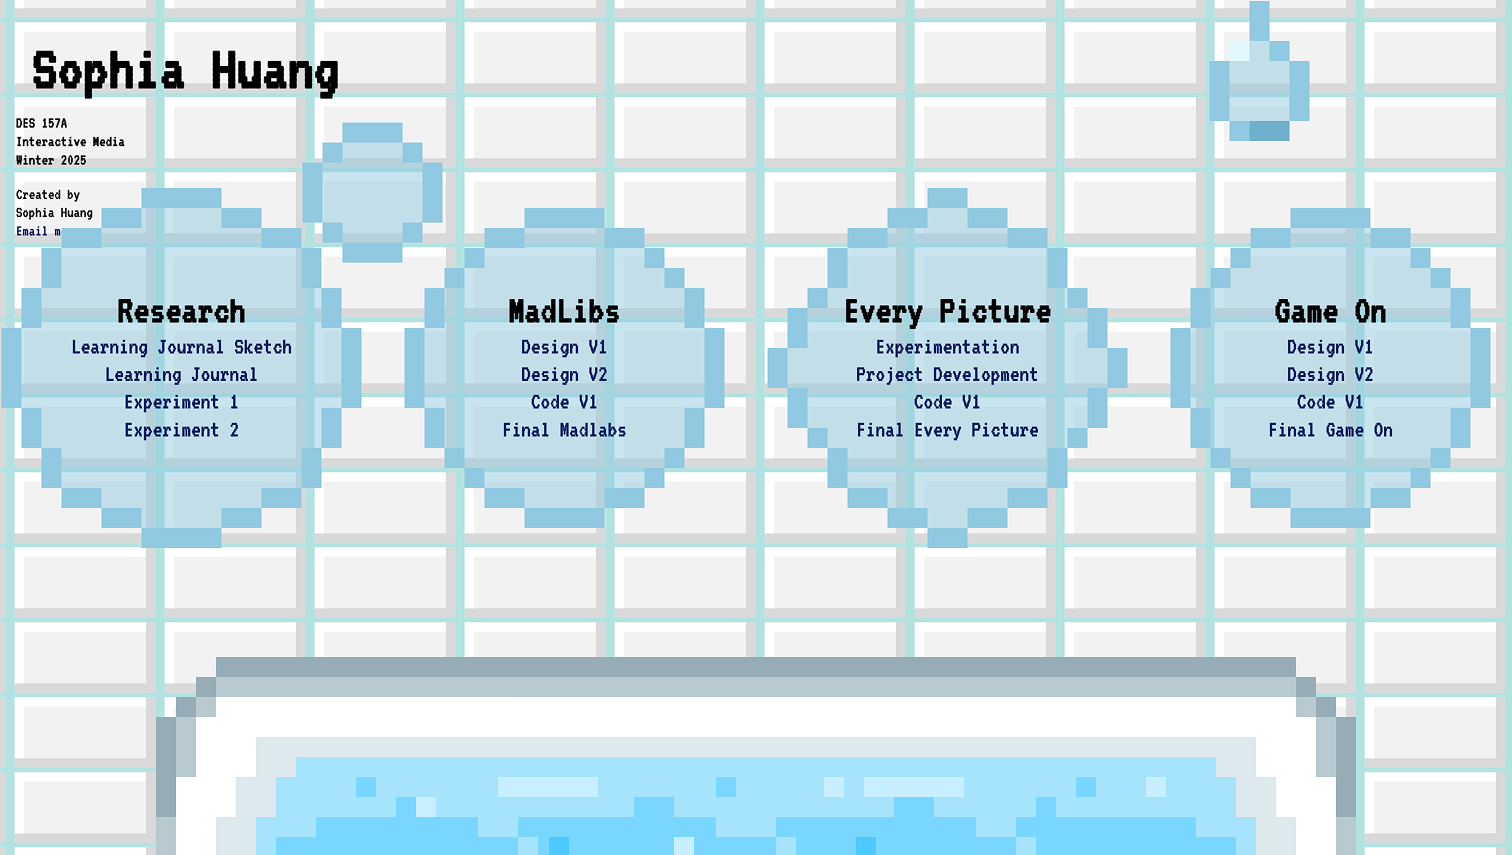 Sophia Huang
DES 157A
Interactive Media
Winter 2025
Created by
Sophia Huang
Email
Research
Learning Journal Sketch
Learning Journal
Experiment 1
Experiment 2
MadLibs
Design V1
Design V2
Code V1
Final Madlabs
Every Picture
Experimentation
Project Development
Code V1
Final Every Picture
Game On
Design V1
Design V2
Code V1
Final Game On